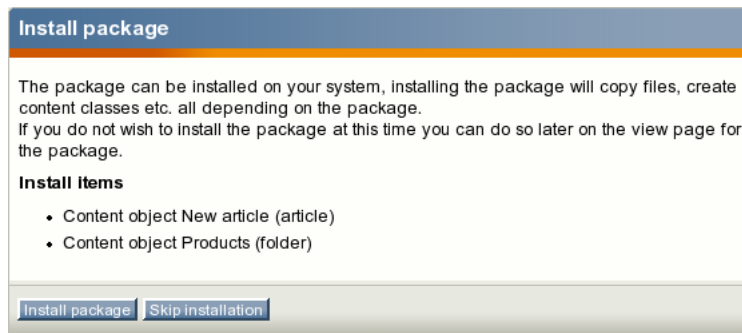 Install package
The package can be installed on your system, installing the package will copy files, create
content classes etc. all depending on the package.
If you do not wish to install the package at this time you can do so later on the view page for
the package.
Install items
• Content object New article (article)
• Content object Products (folder)
Install package Skip installation